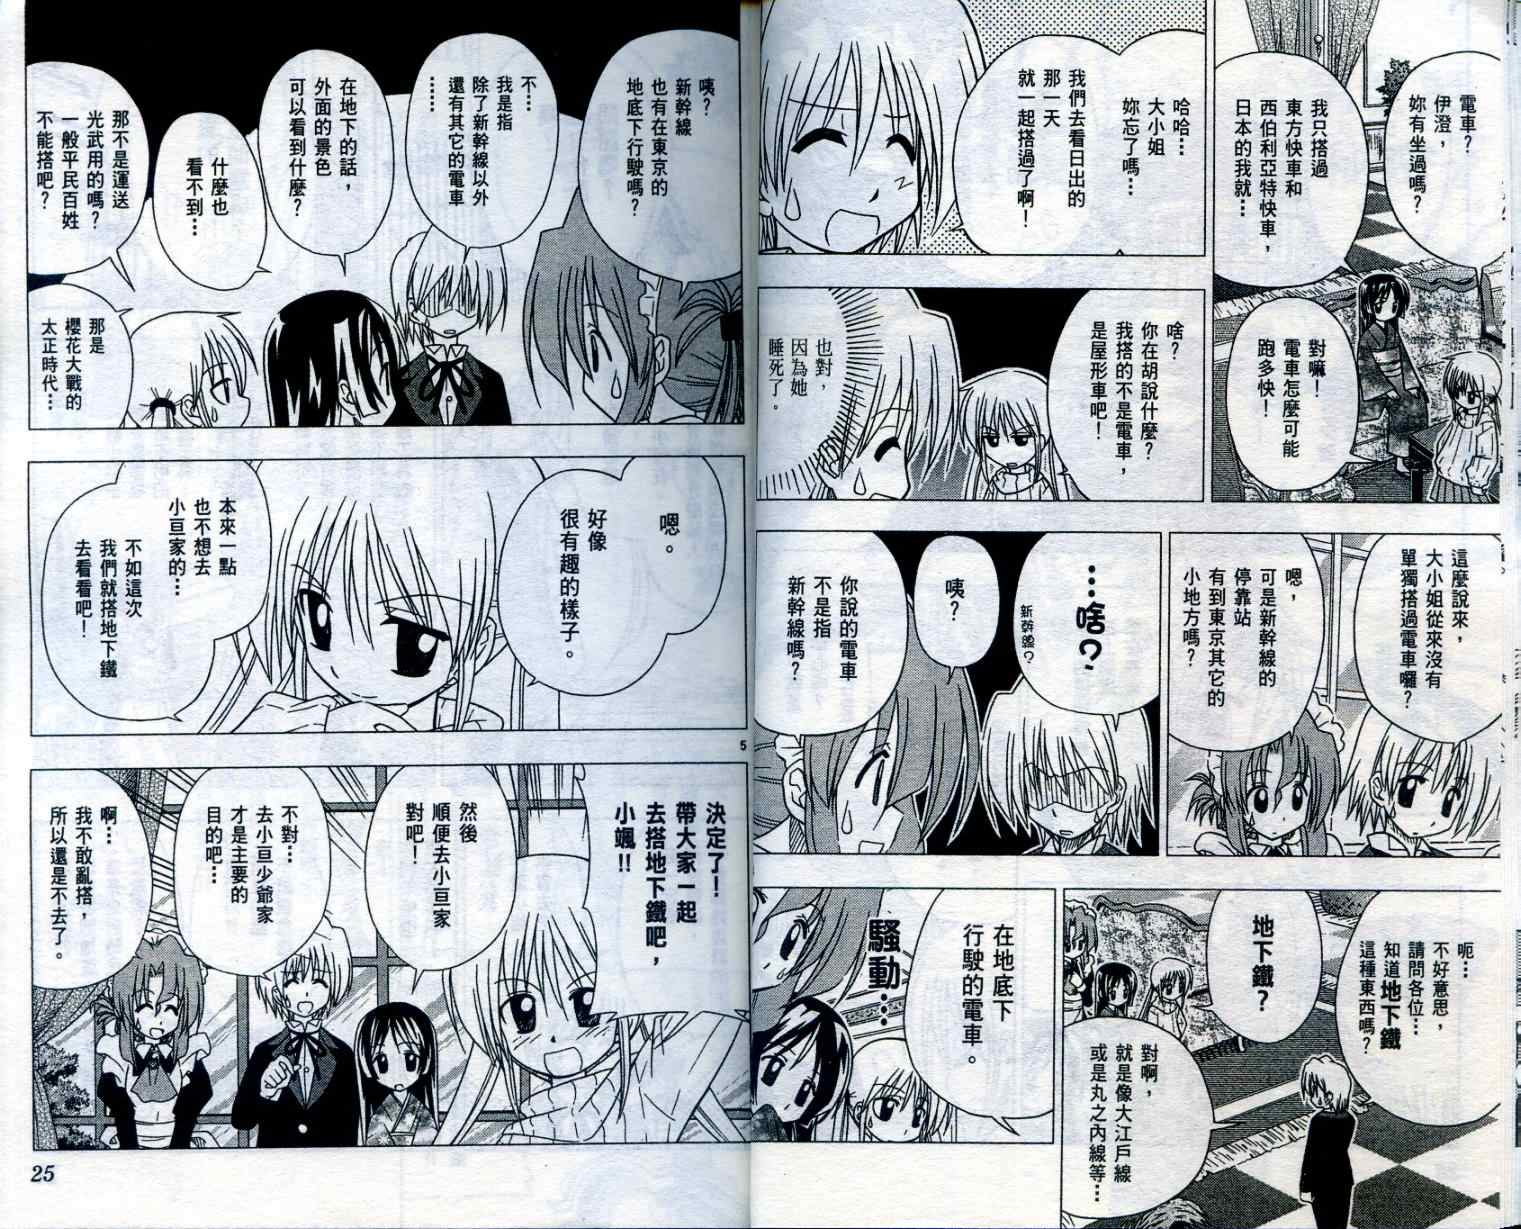 電車?
伊澄,
妳有坐過嗎?
我只搭過
東方快車和
西伯利亞特快車,
日本的我就…
對嘛!
電車怎麼可能
跑多快!
哈哈…
大小姐
妳忘了嗎…
我們去看日出的
那一天
就一起搭過了啊!
啥?
你在胡說什麼?
我搭的不是電車,
是屋形車吧!
也對,
因為她
睡死了。
這麼說來,
大小姐從來沒有
單獨搭過電車囉?
嗯,
可是新幹線的
停靠站
有到東京其它的
小地方嗎?
…啥?
新幹線?
咦?
你說的電車
不是指
新幹線嗎?
呃…
不好意思,
請問各位…
知道地下鐵
這種東西嗎?
地下鐵?
對啊,
就是像大江戶線
或是丸之內線等…
在地底下
行駛的電車。
騷動…
咦?
新幹線
也有在東京的
地底下行駛嗎?
不…
我是指
除了新幹線以外
還有其它的電車
……
在地下的話,
外面的景色
可以看到什麼?
什麼也
看不到…
那不是運送
光武用的嗎?
一般平民百姓
不能搭吧?
那是
櫻花大戰的
太正時代…
嗯。
好像
很有趣的樣子。
本來一點
也不想去
小亘家的…
不如這次
我們就搭地下鐵
去看看吧!
5
決定了!
帶大家一起
去搭地下鐵吧,
小颯!!
然後
順便去小亘家
對吧!
不對…
去小亘少爺家
才是主要的
目的吧…
啊…
我不敢亂搭,
所以還是不去了。
25